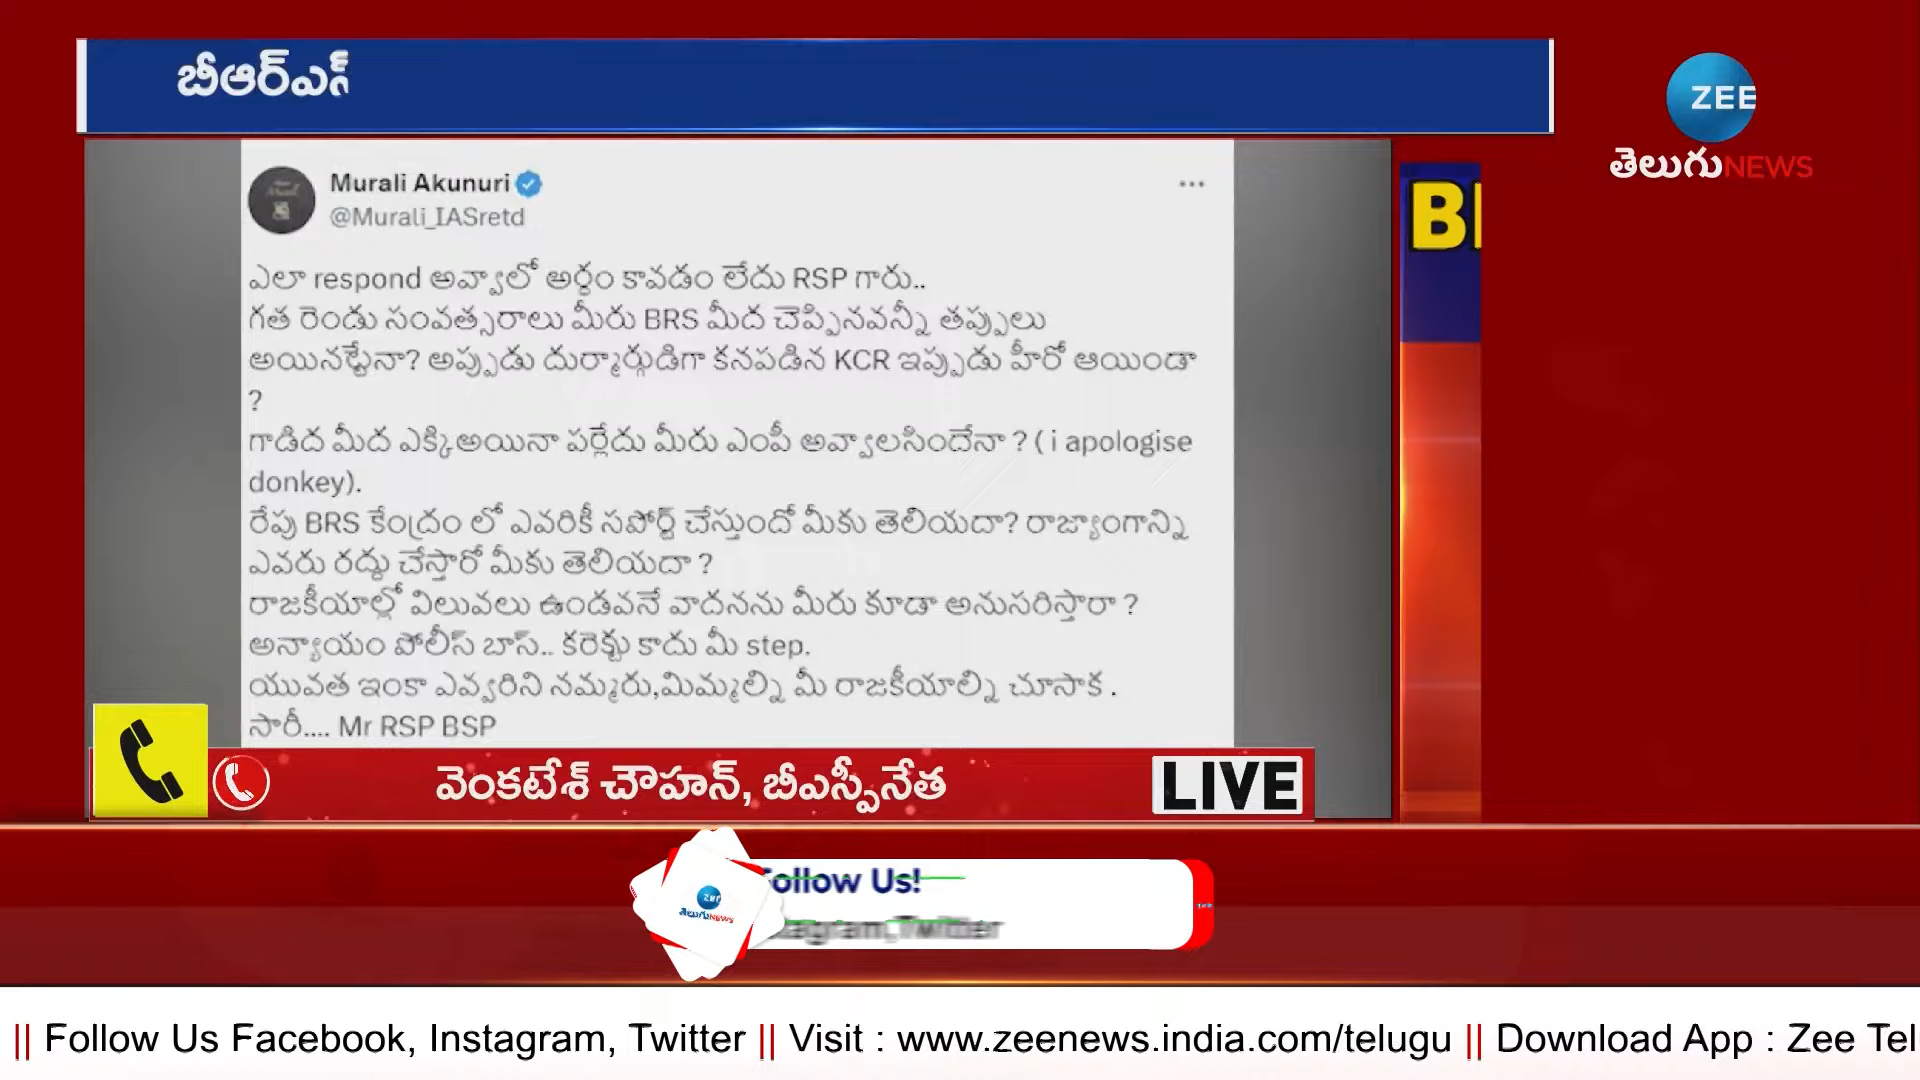 బీఆర్ఎస్
ZEE
తెలుగుNEWS
Murali Akunuri
@Murali_IASretd
ఎలా respond అవ్వాలో అర్థం కావడం లేదు RSP గారు..
గత రెండు సంవత్సరాలు మీరు BRS మీద చెప్పినవన్నీ తప్పులు
అయినట్టేనా? అప్పుడు దుర్మార్గుడిగా కనపడిన KCR ఇప్పుడు హీరో ఆయిండా
?
గాడిద మీద ఎక్కిఅయినా పర్లేదు మీరు ఎంపీ అవ్వాలసిందేనా ? ( i apologise
donkey).
రేపు BRS కేంద్రం లో ఎవరికీ సపోర్ట్ చేస్తుందో మీకు తెలియదా? రాజ్యాంగాన్ని
ఎవరు రద్దు చేస్తారో మీకు తెలియదా ?
రాజకీయాల్లో విలువలు ఉండవనే వాదనను మీరు కూడా అనుసరిస్తారా ?
అన్యాయం పోలీస్ బాస్.. కరెక్టు కాదు మీ step.
యువత ఇంకా ఎవ్వరిని నమ్మరు,మిమ్మల్ని మీ రాజకీయాల్ని చూసాక .
సారీ.... Mr RSP BSP
వెంకటేశ్ చౌహన్, బీఎస్పీనేత
LIVE
Follow Us!
Twitter
|| Follow Us Facebook, Instagram, Twitter || Visit : www.zeenews.india.com/telugu || Download App : Zee Tel